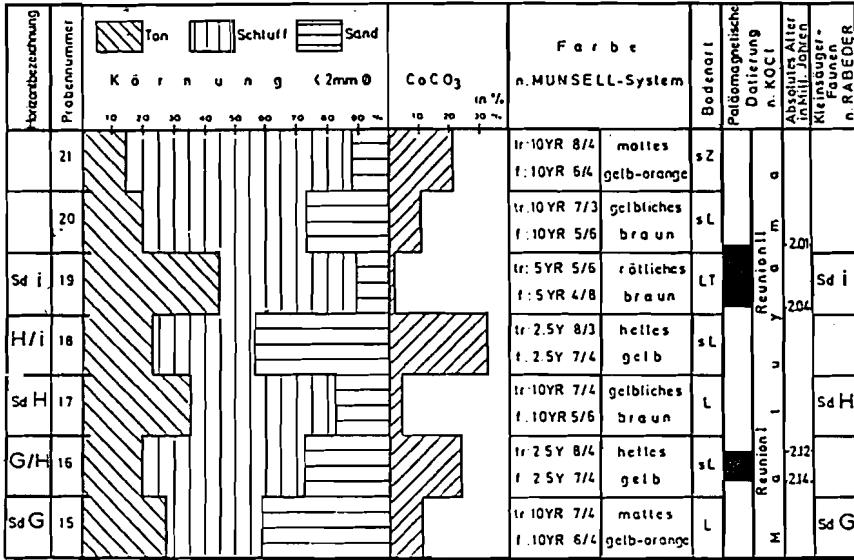 Horizontbezeichnung
Probennummer
Ton Schluff Sand
Körnung (2mm Ø
10 20 30 40 50 60 70 80 90 %
CoCO3
in %
10 20 30
Farbe
n. MUNSELL-System
Bodenart
Paläomagnetische
Datierung
n. KOCI
Absolutes Alter
in Mill. Jahren
Kleinsäuger-
Faunen
n. RABEDER
21 tr: 10YR 8/4 mattes sZ
f: 10YR 6/4 gelb-orange
20 tr: 10YR 7/3 gelbliches sL
f: 10YR 5/6 braun
Sd i 19 tr: 5YR 5/6 rötliches LT Sd i
f: 5YR 4/8 braun
H/i 18 tr: 2.5Y 8/3 helles sL
f. 2.5Y 7/4 gelb
Sd H 17 tr: 10YR 7/4 gelbliches L Sd H
f. 10YR 5/6 braun
G/H 16 tr: 2.5Y 8/4 helles sL
f 2.5Y 7/4 gelb
Sd G 15 tr: 10YR 7/4 mattes L Sd G
f. 10YR 6/4 gelb-orange
Reunion II
Reunion I
Matuyama
2.01
2.04
2.12
2.14